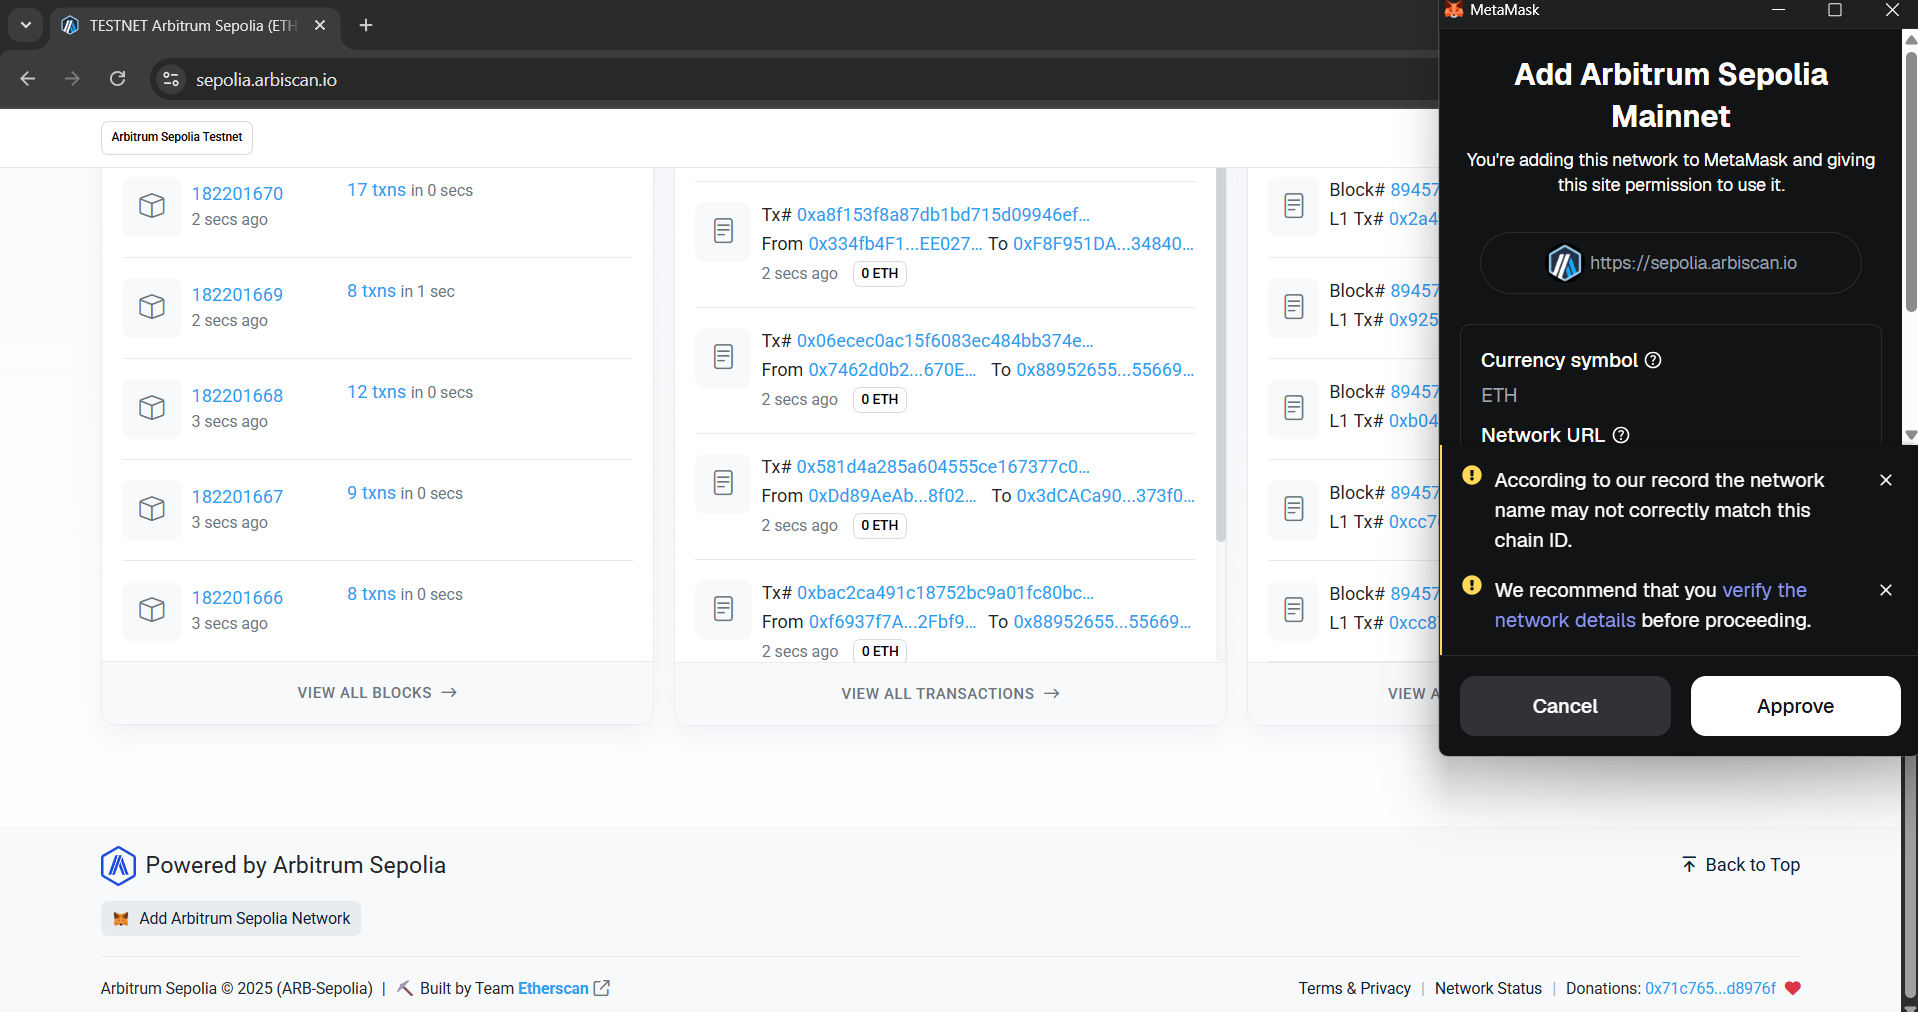 TESTNET Arbitrum Sepolia (ETH
sepolia.arbiscan.io
Arbitrum Sepolia Testnet
182201670
17 txns in 0 secs
2 secs ago
182201669
8 txns in 1 sec
2 secs ago
182201668
12 txns in 0 secs
3 secs ago
182201667
9 txns in 0 secs
3 secs ago
182201666
8 txns in 0 secs
3 secs ago
VIEW ALL BLOCKS
Tx# 0xa8f153f8a87db1bd715d09946ef...
From 0x334fb4F1...EE027... To 0xF8F951DA...34840...
2 secs ago 0 ETH
Tx# 0x06ecec0ac15f6083ec484bb374e...
From 0x7462d0b2...670E... To 0x88952655...55669...
2 secs ago 0 ETH
Tx# 0x581d4a285a604555ce167377c0...
From 0xDd89AeAb...8f02... To 0x3dCACa90...373f0...
2 secs ago 0 ETH
Tx# 0xbac2ca491c18752bc9a01fc80bc...
From 0xf6937f7A...2Fbf9... To 0x88952655...55669...
2 secs ago 0 ETH
VIEW ALL TRANSACTIONS
Block# 89457
L1 Tx# 0x2a4
Block# 89457
L1 Tx# 0x925
Block# 89457
L1 Tx# 0xb04
Block# 89457
L1 Tx# 0xcc7
Block# 89457
L1 Tx# 0xcc8
VIEW A
MetaMask
Add Arbitrum Sepolia
Mainnet
You're adding this network to MetaMask and giving
this site permission to use it.
https://sepolia.arbiscan.io
Currency symbol
ETH
Network URL
According to our record the network
name may not correctly match this
chain ID.
We recommend that you verify the
network details before proceeding.
Cancel
Approve
Powered by Arbitrum Sepolia
Back to Top
Add Arbitrum Sepolia Network
Arbitrum Sepolia © 2025 (ARB-Sepolia) | Built by Team Etherscan
Terms & Privacy | Network Status | Donations: 0x71c765...d8976f